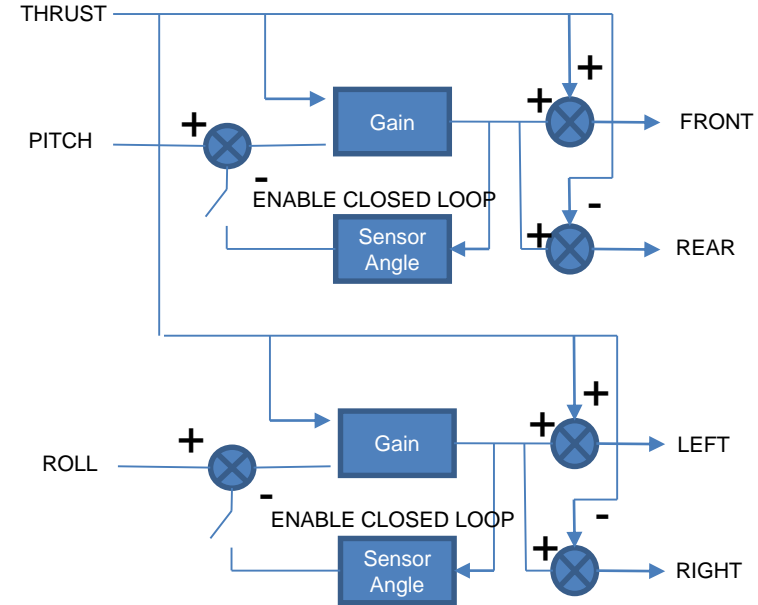 THRUST
+
+
+
Gain
FRONT
PITCH
-
ENABLE CLOSED LOOP
-
+
Sensor
Angle
REAR
+
+
+
Gain
LEFT
ROLL
-
ENABLE CLOSED LOOP
-
+
Sensor
Angle
RIGHT